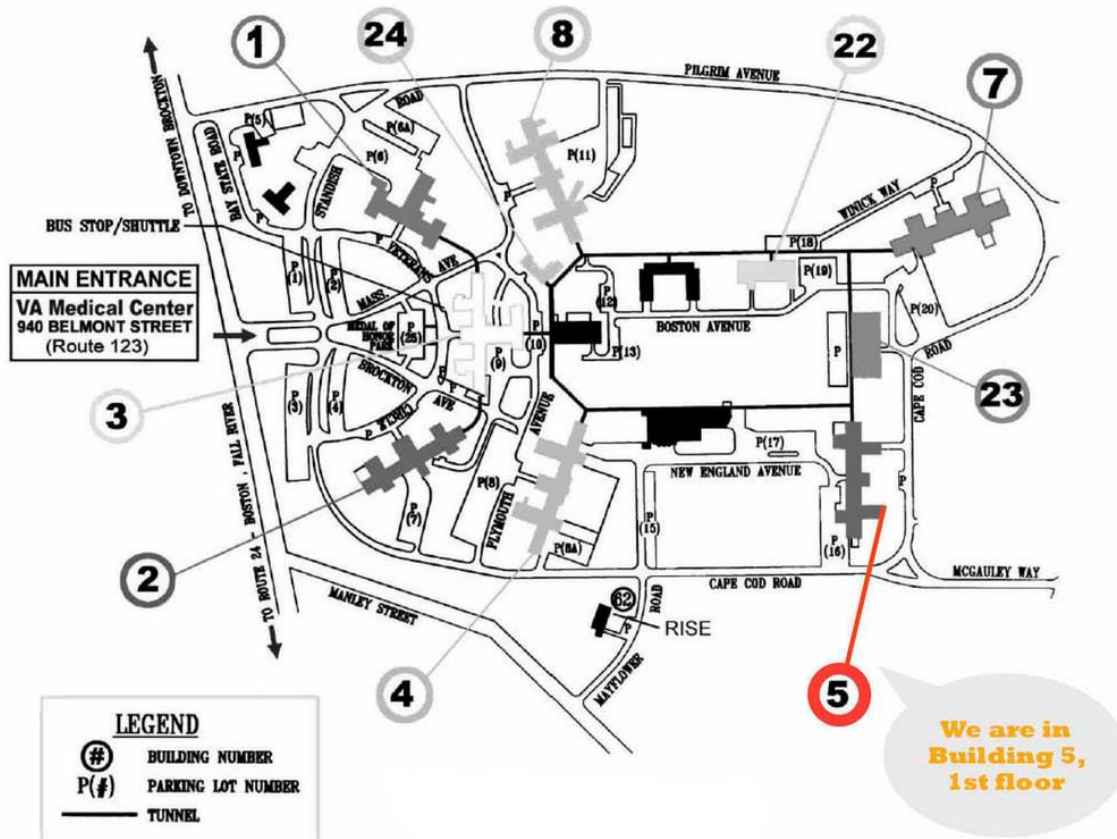 1
24
8
22
7
PILGRIM AVENUE
TO DOWNTOWN BROCKTON
BAY STATE ROAD
P(5)
P
P
ROAD
P(6A)
P(6)
STANDISH
P(11)
P
WINICK WAY
P
P(18)
P(19)
P(20)
BUS STOP/SHUTTLE
VETERANS AVE
P
P
(1)
P
(2)
MASS.
AVE
MAIN ENTRANCE
VA Medical Center
940 BELMONT STREET
(Route 123)
MEDAL OF
HONOR
PARK
P
(25)
P
(9)
P
(10)
P
(12)
P(13)
BOSTON AVENUE
P
CAPE COD
ROAD
23
3
BROCKTON
AVE
P
P
P
(3)
P
(4)
CIRCLE
P
AVENUE
PLYMOUTH
P(8)
P(7)
P(8A)
P(17)
NEW ENGLAND AVENUE
P
(15)
P
(16)
P
2
TO ROUTE 24 - BOSTON , FALL RIVER
MANLEY STREET
CAPE COD ROAD
MCGAULEY WAY
62
ROAD
RISE
P
MAYFLOWER
4
5
We are in
Building 5,
1st floor
LEGEND
# BUILDING NUMBER
P(#) PARKING LOT NUMBER
TUNNEL